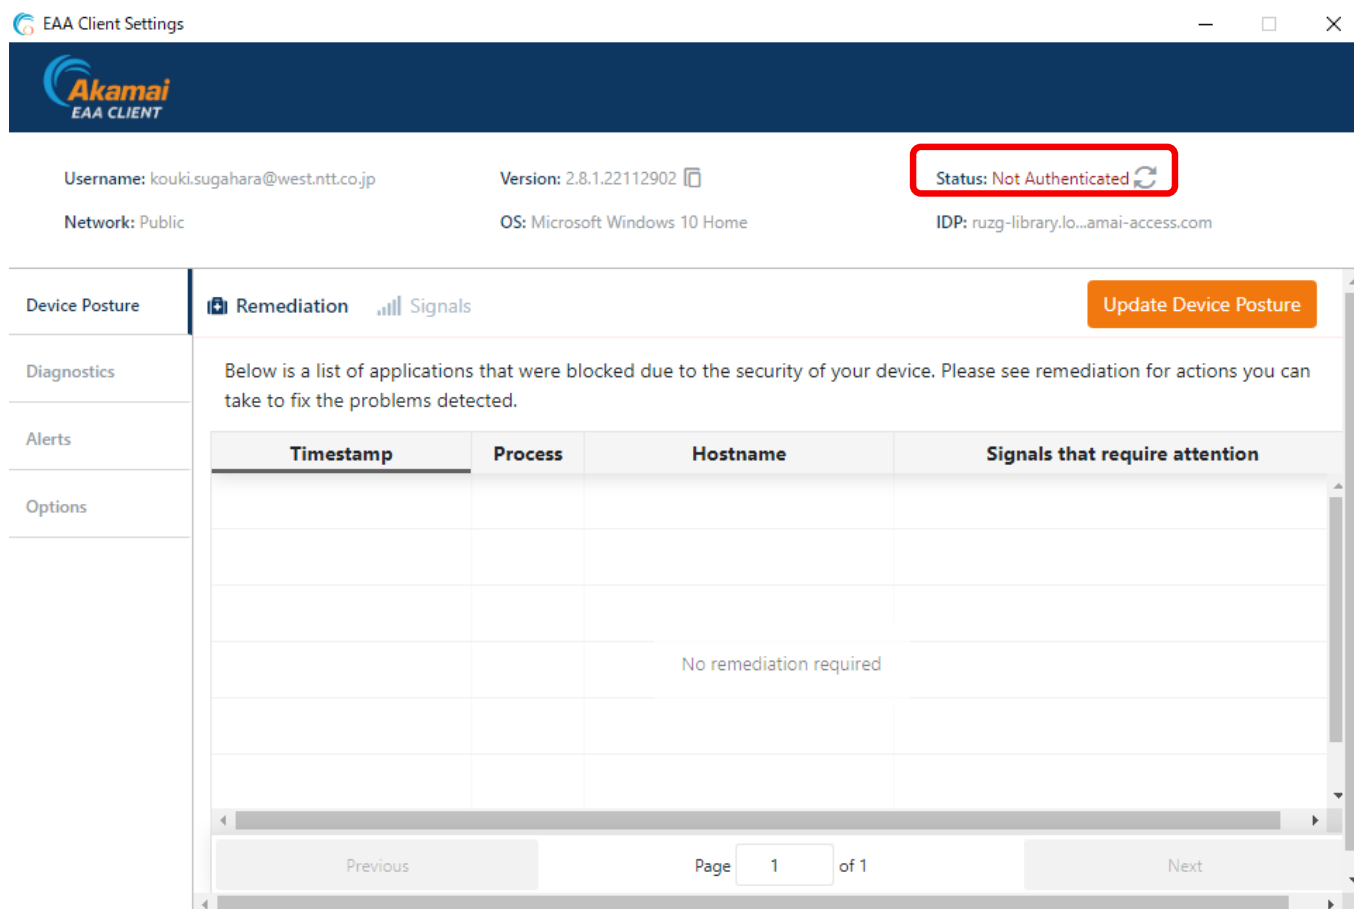 EAA Client Settings
Akamai
EAA CLIENT
Username: kouki.sugahara@west.ntt.co.jp
Version: 2.8.1.22112902
Status: Not Authenticated
Network: Public
OS: Microsoft Windows 10 Home
IDP: ruzg-library.lo...amai-access.com
Device Posture
Remediation
Signals
Update Device Posture
Diagnostics
Below is a list of applications that were blocked due to the security of your device. Please see remediation for actions you can
take to fix the problems detected.
Alerts
Timestamp
Process
Hostname
Signals that require attention
Options
No remediation required
Previous
Page 1 of 1
Next